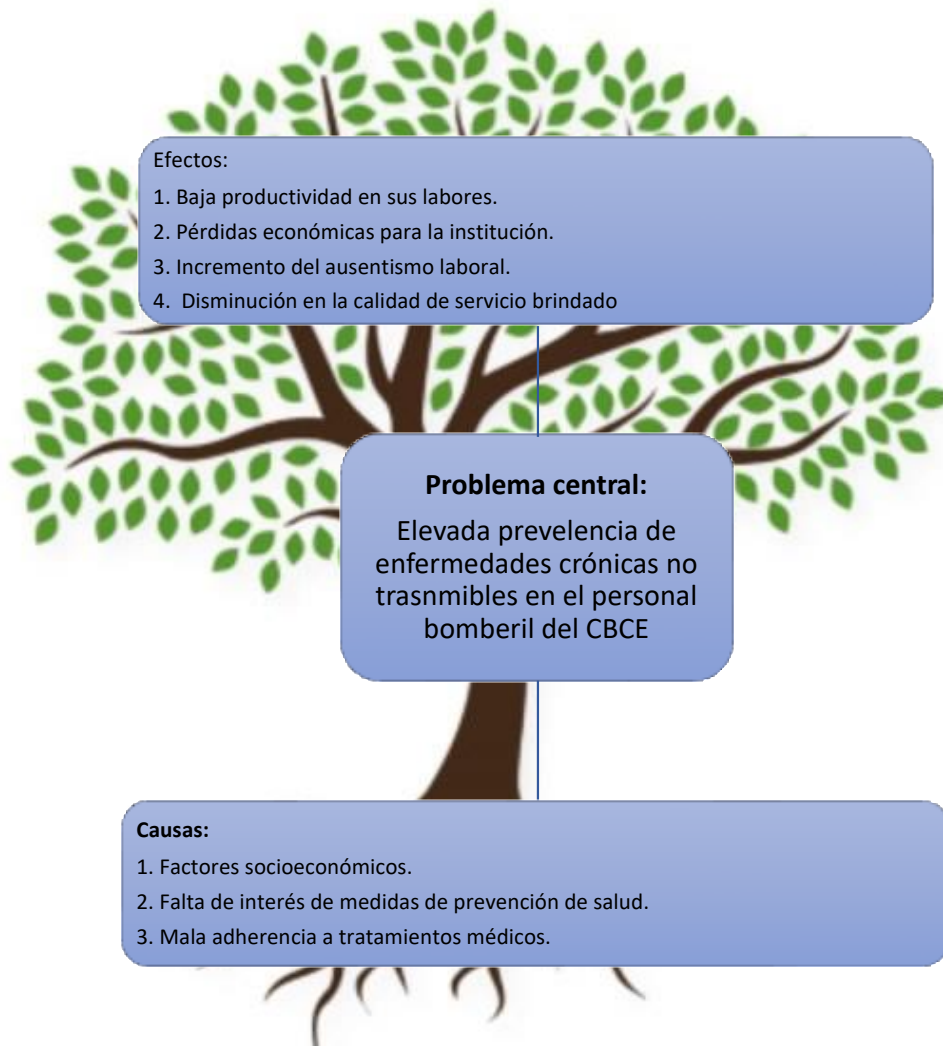 Efectos:
1. Baja productividad en sus labores.
2. Pérdidas económicas para la institución.
3. Incremento del ausentismo laboral.
4. Disminución en la calidad de servicio brindado
Problema central:
Elevada prevelencia de
enfermedades crónicas no
trasnmibles en el personal
bomberil del CBCE
Causas:
1. Factores socioeconómicos.
2. Falta de interés de medidas de prevención de salud.
3. Mala adherencia a tratamientos médicos.